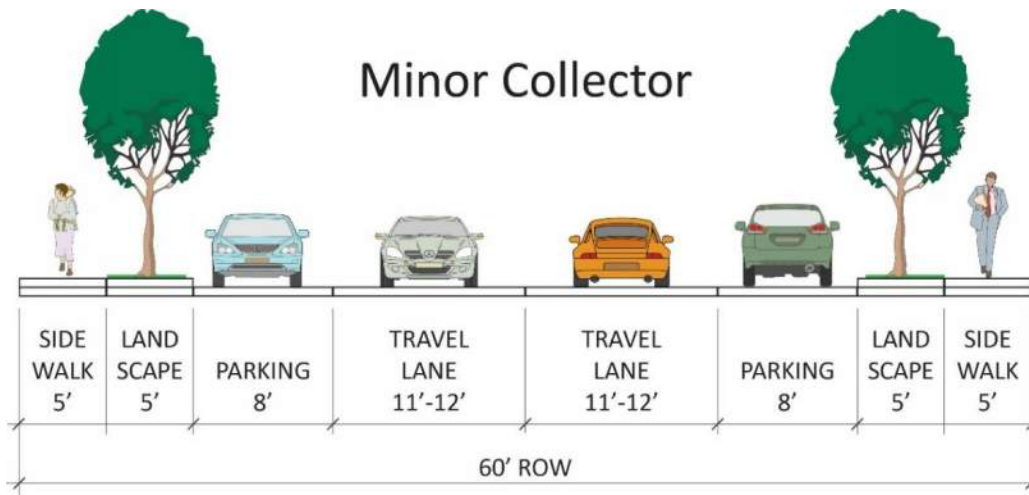 Minor Collector
SIDE
WALK
5'
LAND
SCAPE
5'
PARKING
8'
TRAVEL
LANE
11'-12'
TRAVEL
LANE
11'-12'
PARKING
8'
LAND
SCAPE
5'
SIDE
WALK
5'
60' ROW